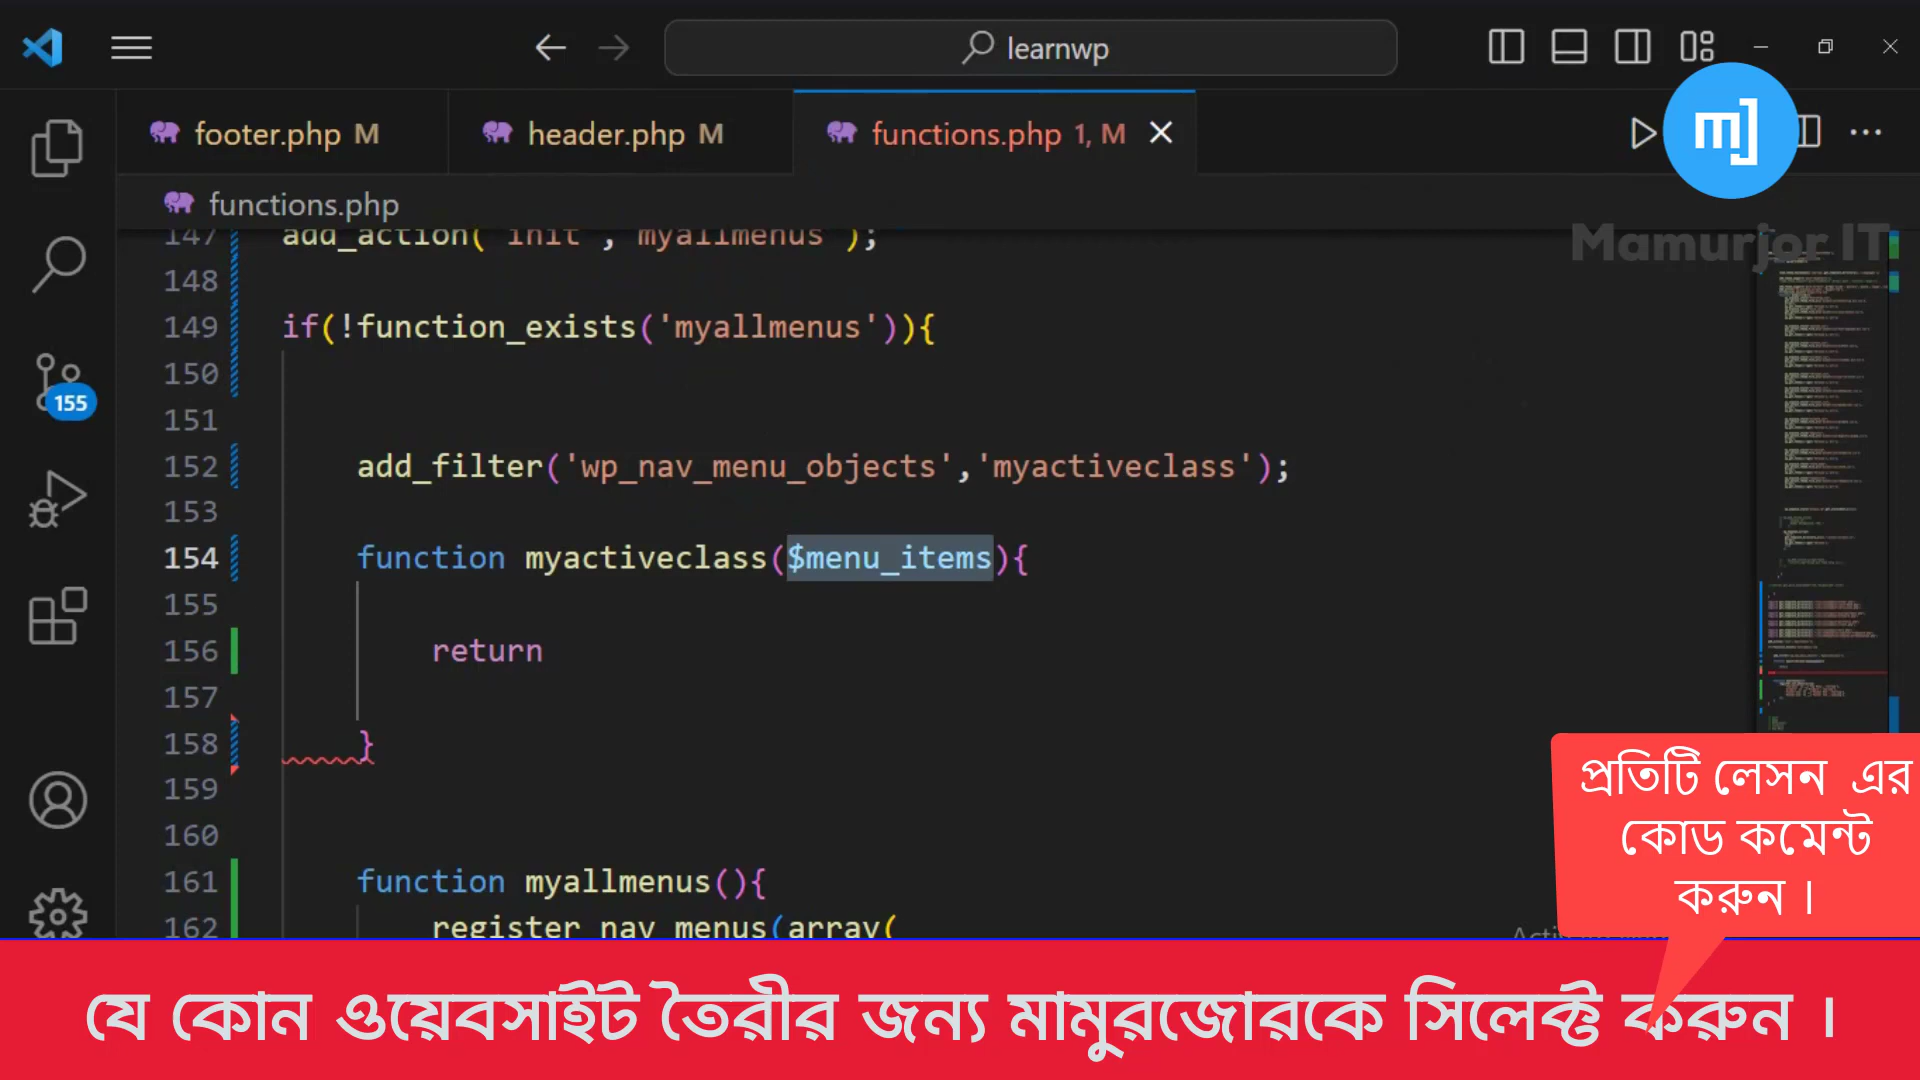 learnwp
footer.php M
header.php M
functions.php 1, M
functions.php
Mamurjor IT
147 add_action( 'init', 'myallmenus' );
148
149 if(!function_exists('myallmenus')){
150
151
152 add_filter('wp_nav_menu_objects','myactiveclass');
153
154 function myactiveclass($menu_items){
155
156 return
157
158 }
159
160
161 function myallmenus(){
162 register_nav_menus(array(
155
প্রতিটি লেসন এর
কোড কমেন্ট
করুন ।
যে কোন ওয়েবসাইট তৈরীর জন্য মামুরজোরকে সিলেক্ট করুন ।